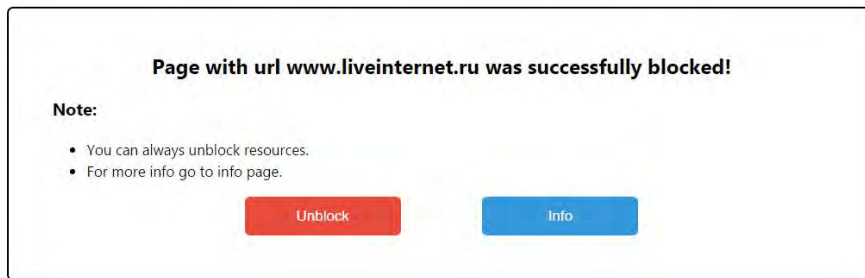 Page with url www.liveinternet.ru was successfully blocked!
Note:
• You can always unblock resources.
• For more info go to info page.
Unblock Info